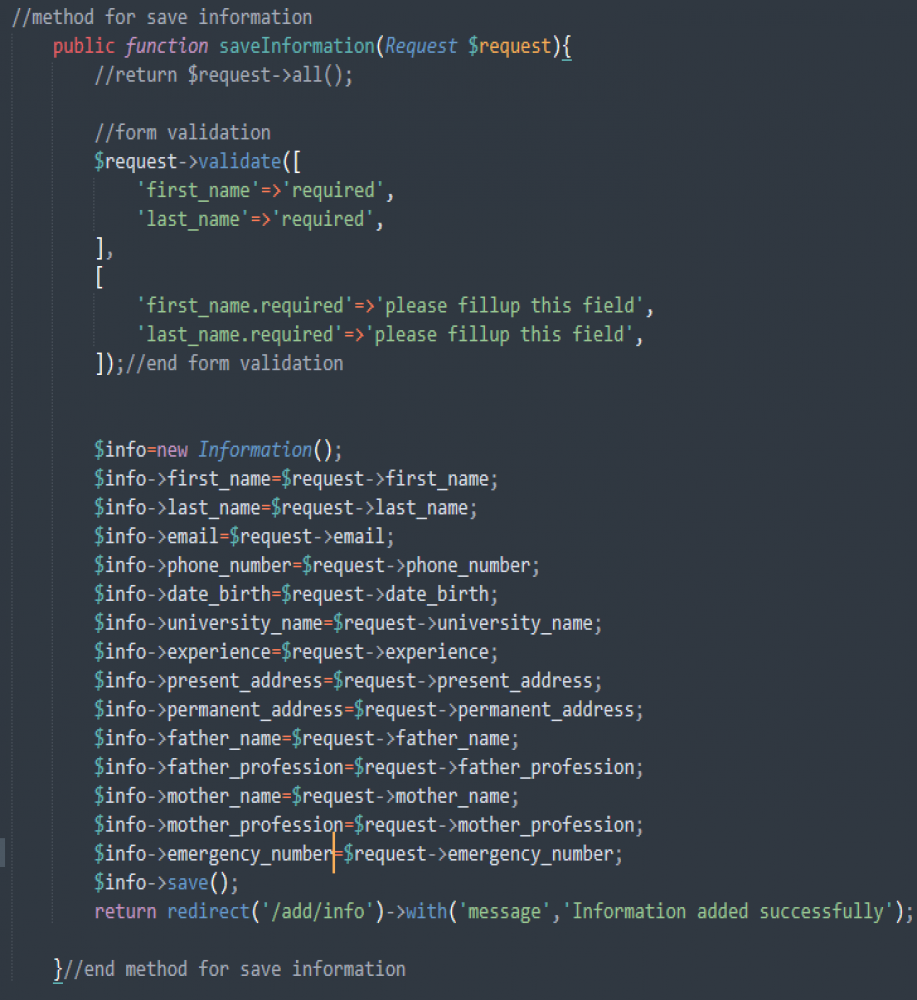 //method for save information
public function saveInformation(Request $request){
//return $request->all();
//form validation
$request->validate([
'first_name'=>'required',
'last_name'=>'required',
],
[
'first_name.required'=>'please fillup this field',
'last_name.required'=>'please fillup this field',
]);//end form validation
$info=new Information();
$info->first_name=$request->first_name;
$info->last_name=$request->last_name;
$info->email=$request->email;
$info->phone_number=$request->phone_number;
$info->date_birth=$request->date_birth;
$info->university_name=$request->university_name;
$info->experience=$request->experience;
$info->present_address=$request->present_address;
$info->permanent_address=$request->permanent_address;
$info->father_name=$request->father_name;
$info->father_profession=$request->father_profession;
$info->mother_name=$request->mother_name;
$info->mother_profession=$request->mother_profession;
$info->emergency_number=$request->emergency_number;
$info->save();
return redirect('/add/info')->with('message','Information added successfully');
}//end method for save information